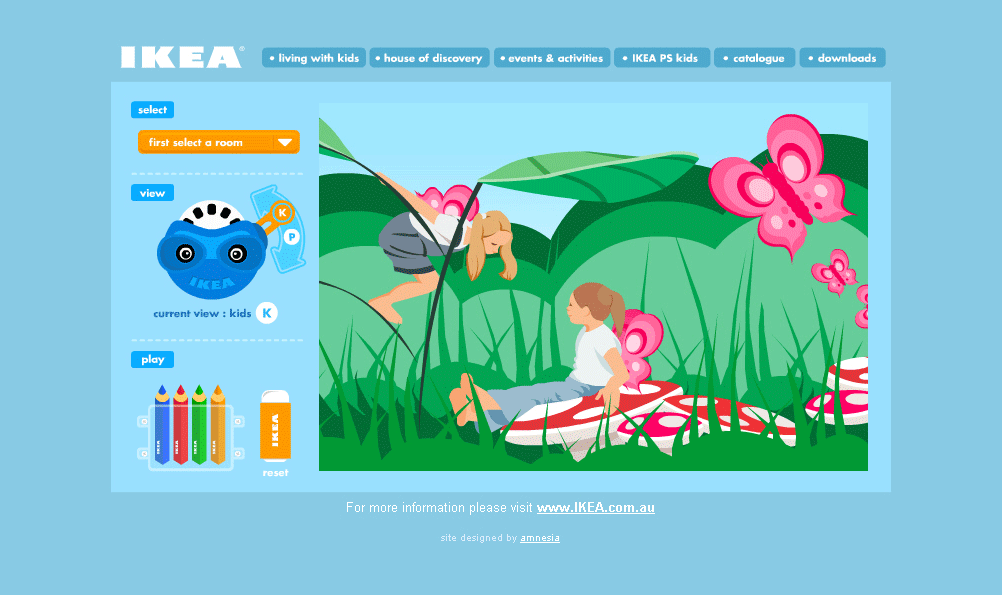 IKEA®
• living with kids
• house of discovery
• events & activities
• IKEA PS kids
• catalogue
• downloads
select
first select a room
view
K
P
IKEA
current view : kids K
play
IKEA
IKEA
IKEA
IKEA
IKEA
reset
For more information please visit www.IKEA.com.au
site designed by amnesia